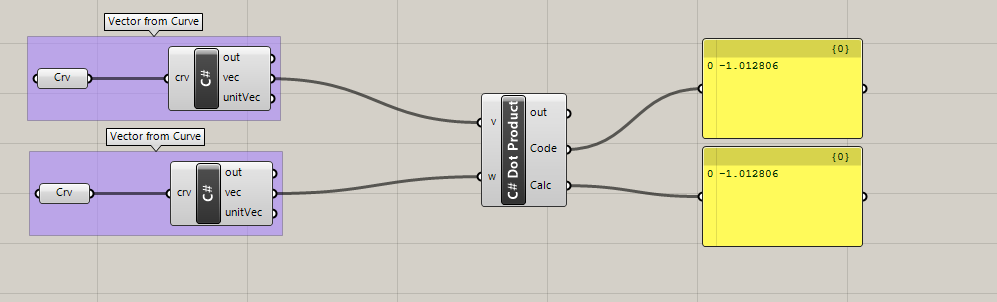 Vector from Curve
Crv
crv
C#
out
vec
unitVec
Vector from Curve
Crv
crv
C#
out
vec
unitVec
v
w
C# Dot Product
out
Code
Calc
{0}
0 -1.012806
{0}
0 -1.012806